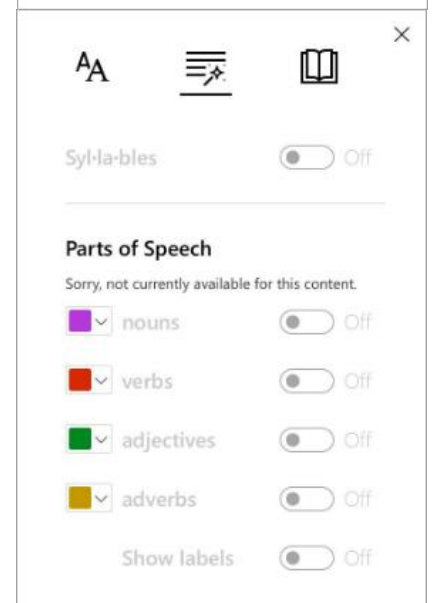 AA
Syl·la·bles Off
Parts of Speech
Sorry, not currently available for this content.
nouns Off
verbs Off
adjectives Off
adverbs Off
Show labels Off